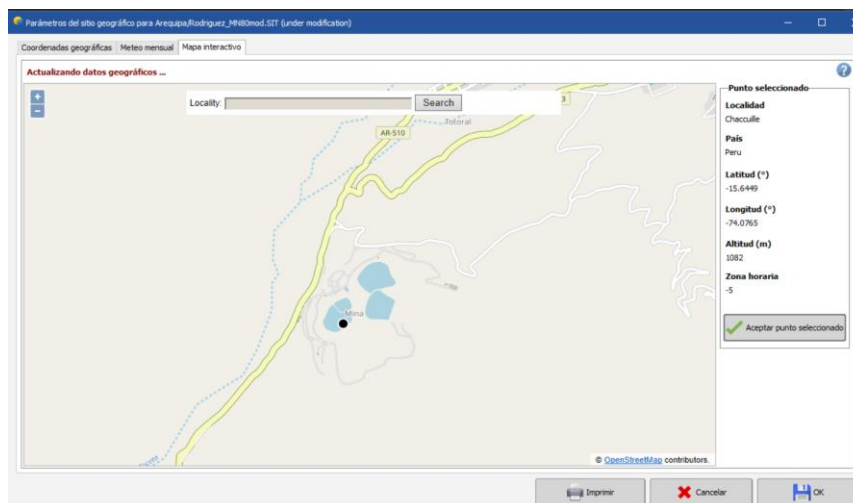 Parámetros del sitio geográfico para Arequipa/Rodriguez_MN80mod.SIT (under modification)
Coordenadas geográficas Meteo mensual Mapa interactivo
Actualizando datos geográficos ...
Locality: Search
AR-510
Totoral
3
Mina
© OpenStreetMap contributors.
Punto seleccionado
Localidad
Chaccuille
País
Peru
Latitud (°)
-15.6449
Longitud (°)
-74.0765
Altitud (m)
1082
Zona horaria
-5
Aceptar punto seleccionado
Imprimir Cancelar OK